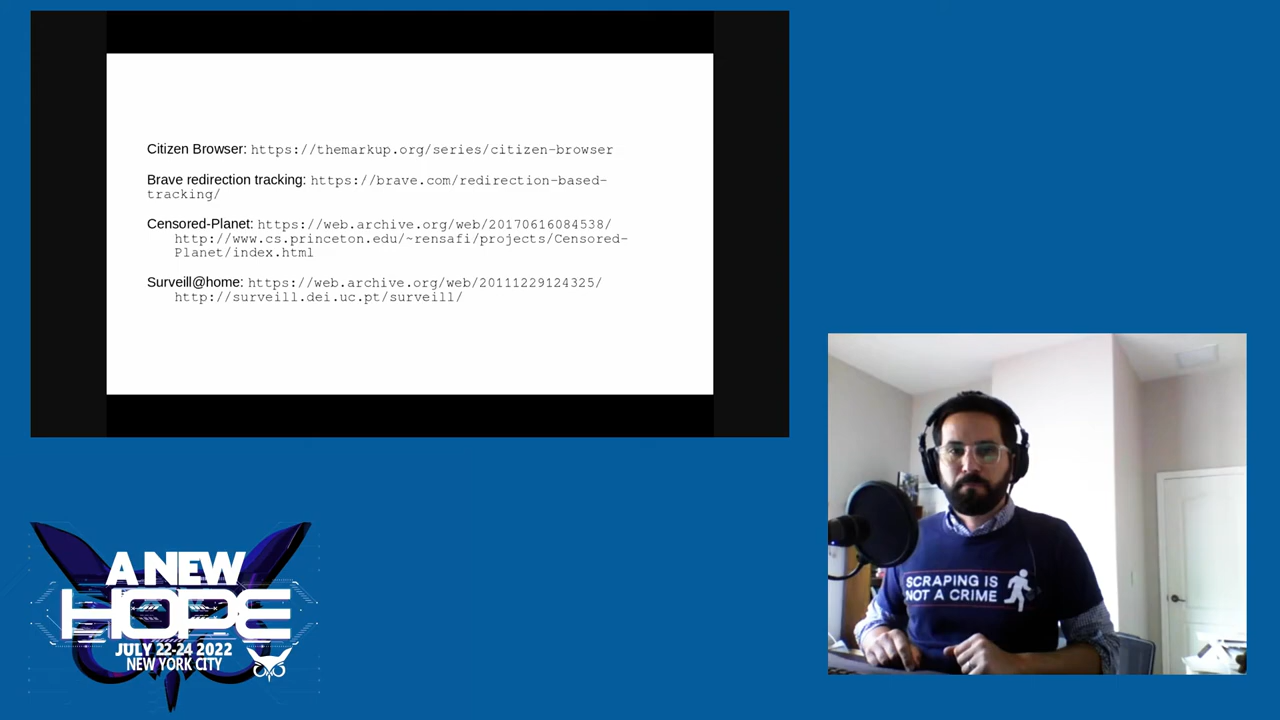 Citizen Browser: https://themarkup.org/series/citizen-browser
Brave redirection tracking: https://brave.com/redirection-based-
tracking/
Censored-Planet: https://web.archive.org/web/20170616084538/
http://www.cs.princeton.edu/~rensafi/projects/Censored-
Planet/index.html
Surveill@home: https://web.archive.org/web/20111229124325/
http://surveill.dei.uc.pt/surveill/
SCRAPING IS
NOT A CRIME
A NEW
HOPE
JULY 22-24 2022
NEW YORK CITY